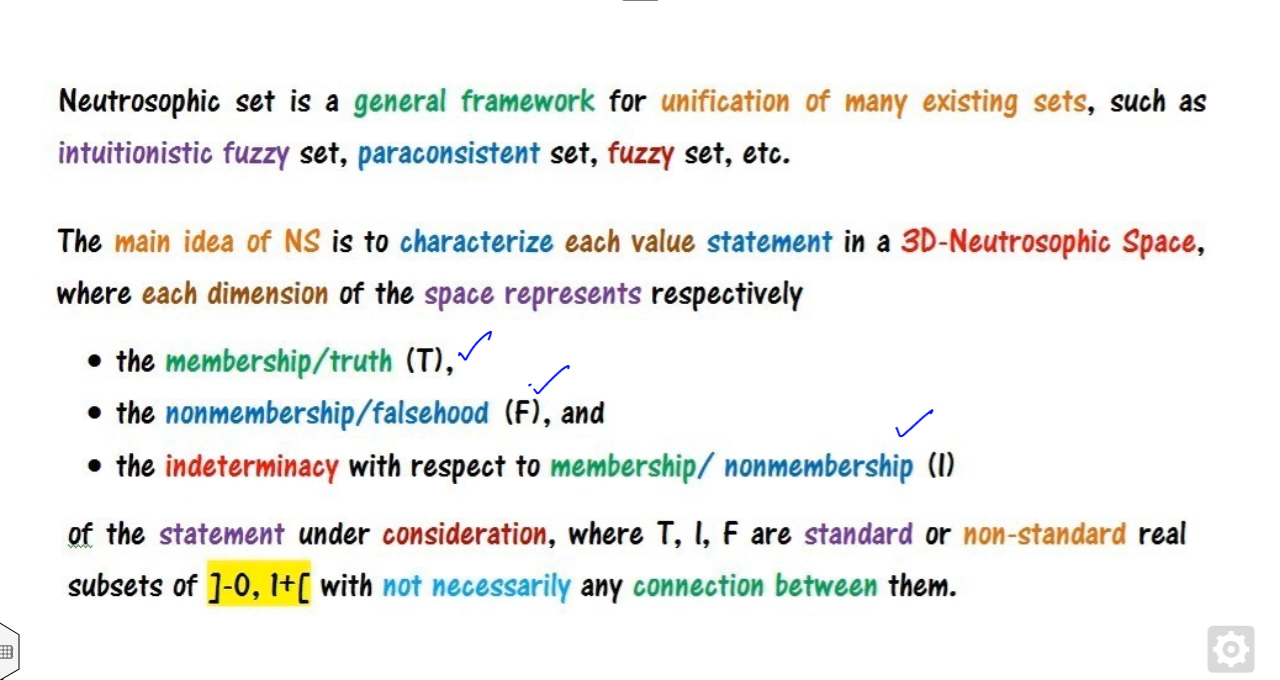 Neutrosophic set is a general framework for unification of many existing sets, such as
intuitionistic fuzzy set, paraconsistent set, fuzzy set, etc.
The main idea of NS is to characterize each value statement in a 3D-Neutrosophic Space,
where each dimension of the space represents respectively
• the membership/truth (T),
• the nonmembership/falsehood (F), and
• the indeterminacy with respect to membership/ nonmembership (I)
of the statement under consideration, where T, I, F are standard or non-standard real
subsets of ]-0, 1+[ with not necessarily any connection between them.